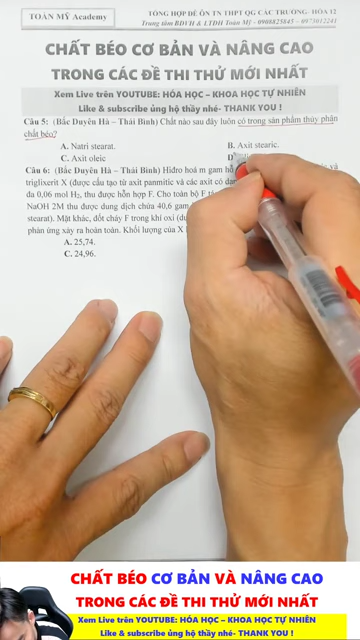 TOÁN MỸ Academy
TỔNG HỢP ĐỀ ÔN TN THPT QG CÁC TRƯỜNG- HÓA 12
Trung tâm BDVH & LTĐH Toán Mỹ - 0908825845 – 0973012241
CHẤT BÉO CƠ BẢN VÀ NÂNG CAO
TRONG CÁC ĐỀ THI THỬ MỚI NHẤT
Xem Live trên YOUTUBE: HÓA HỌC – KHOA HỌC TỰ NHIÊN
Like & subscribe ủng hộ thầy nhé- THANK YOU !
Câu 5: (Bắc Duyên Hà – Thái Bình) Chất nào sau đây luôn có trong sản phẩm thủy phân
chất béo?
A. Natri stearat. B. Axit stearic.
C. Axit oleic D.
Câu 6: (Bắc Duyên Hà – Thái Bình) Hiđro hoá m gam hỗ và
triglixerit X (được cấu tạo từ axit panmitic và các axit có
đa 0,06 mol H2, thu được hỗn hợp F. Cho toàn bộ F
NaOH 2M thu được dung dịch chứa 40,6 gam
stearat). Mặt khác, đốt cháy F trong khí oxi
phản ứng xảy ra hoàn toàn. Khối lượng của X
A. 25,74.
C. 24,96.
CHẤT BÉO CƠ BẢN VÀ NÂNG CAO
TRONG CÁC ĐỀ THI THỬ MỚI NHẤT
Xem Live trên YOUTUBE: HÓA HỌC – KHOA HỌC TỰ NHIÊN
Like & subscribe ủng hộ thầy nhé- THANK YOU !